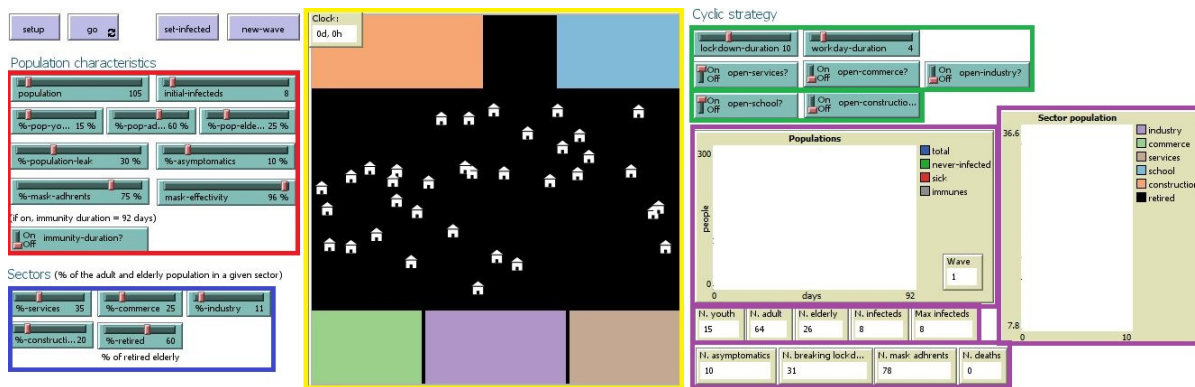 setup
go
set-infected
new-wave
Population characteristics
population 105
initial-infecteds 8
%-pop-yo... 15 %
%-pop-ad... 60 %
%-pop-elde... 25 %
%-population-leak 30 %
%-asymptomatics 10 %
%-mask-adhrents 75 %
mask-effectivity 96 %
(if on, immunity duration = 92 days)
On
Off
immunity-duration?
Sectors (% of the adult and elderly population in a given sector)
%-services 35
%-commerce 25
%-industry 11
%-constructi... 20
%-retired 60
% of retired elderly
Clock:
0d, 0h
Cyclic strategy
lockdown-duration 10
workday-duration 4
On
Off
open-services?
On
Off
open-commerce?
On
Off
open-industry?
On
Off
open-school?
On
Off
open-constructio...
Populations
300
people
0
0
days
92
total
never-infected
sick
immunes
Wave
1
Sector population
36.6
7.8
0
10
industry
commerce
services
school
construction
retired
N. youth
15
N. adult
64
N. elderly
26
N. infecteds
8
Max infecteds
8
N. asymptomatics
10
N. breaking lockd...
31
N. mask adhrents
78
N. deaths
0